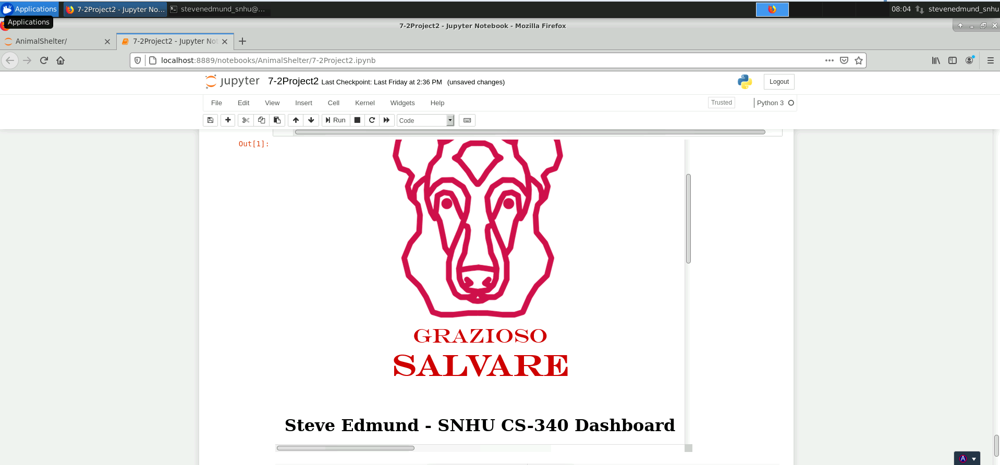 Applications
7-2Project2 - Jupyter No...
stevenedmund_snhu@...
08:04
stevenedmund_snhu
Applications
7-2Project2 - Jupyter Notebook - Mozilla Firefox
AnimalShelter/
7-2Project2 - Jupyter Not
localhost:8889/notebooks/AnimalShelter/7-2Project2.ipynb
jupyter
7-2Project2 Last Checkpoint: Last Friday at 2:36 PM (unsaved changes)
Logout
File Edit View Insert Cell Kernel Widgets Help
Trusted
Python 3
Run
Code
Out[1]:
GRAZIOSO
SALVARE
Steve Edmund - SNHU CS-340 Dashboard
A